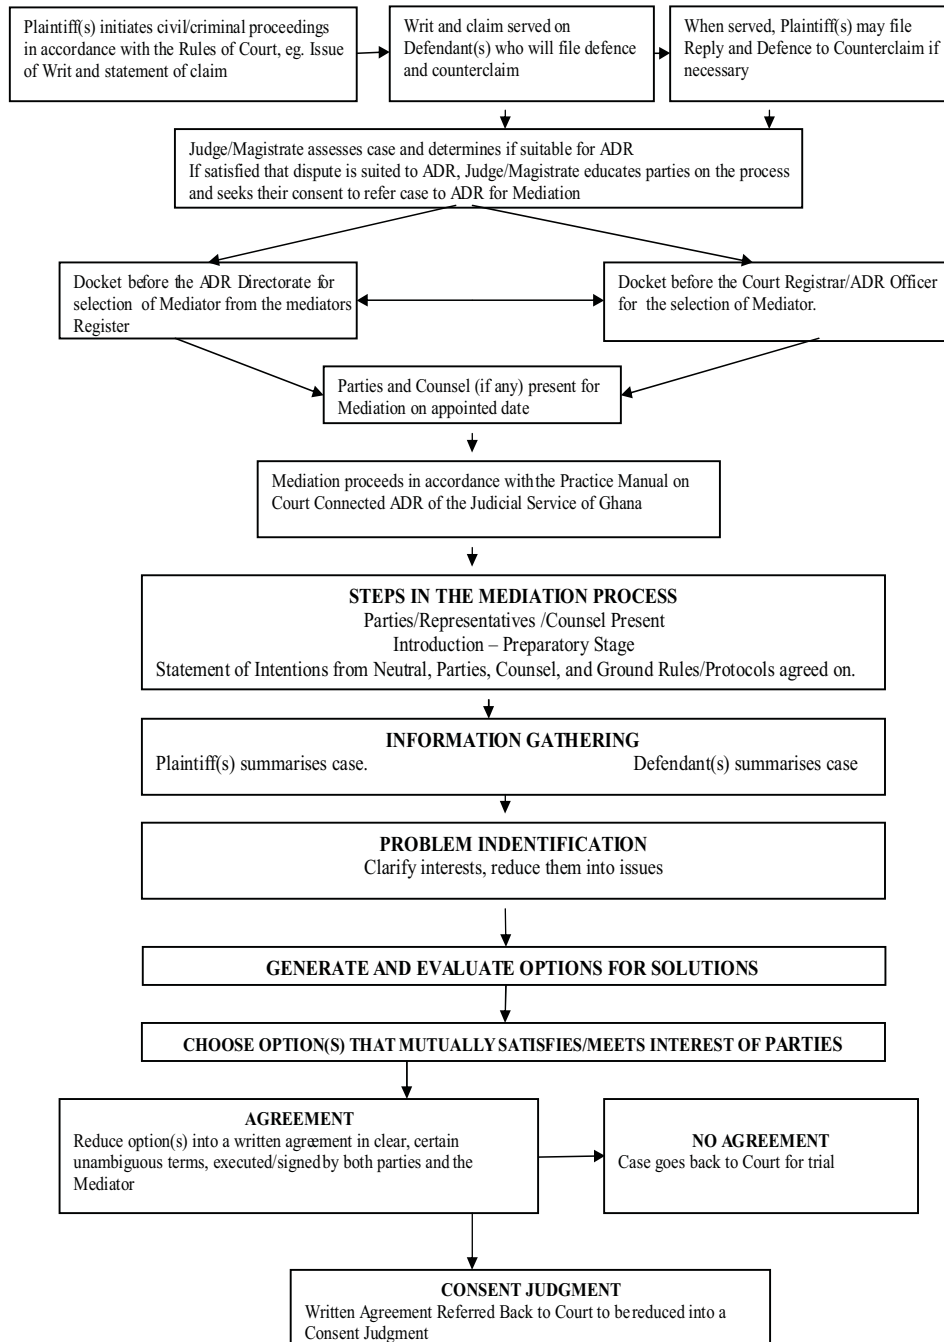 Plaintiff(s) initiates civil/criminal proceedings
in accordance with the Rules of Court, eg. Issue
of Writ and statement of claim
Writ and claim served on
Defendant(s) who will file defence
and counterclaim
When served, Plaintiff(s) may file
Reply and Defence to Counterclaim if
necessary
Judge/Magistrate assesses case and determines if suitable for ADR
If satisfied that dispute is suited to ADR, Judge/Magistrate educates parties on the process
and seeks their consent to refer case to ADR for Mediation
Docket before the ADR Directorate for
selection of Mediator from the mediators
Register
Docket before the Court Registrar/ADR Officer
for the selection of Mediator.
Parties and Counsel (if any) present for
Mediation on appointed date
Mediation proceeds in accordance with the Practice Manual on
Court Connected ADR of the Judicial Service of Ghana
STEPS IN THE MEDIATION PROCESS
Parties/Representatives /Counsel Present
Introduction – Preparatory Stage
Statement of Intentions from Neutral, Parties, Counsel, and Ground Rules/Protocols agreed on.
INFORMATION GATHERING
Plaintiff(s) summarises case. Defendant(s) summarises case
PROBLEM INDENTIFICATION
Clarify interests, reduce them into issues
GENERATE AND EVALUATE OPTIONS FOR SOLUTIONS
CHOOSE OPTION(S) THAT MUTUALLY SATISFIES/MEETS INTEREST OF PARTIES
AGREEMENT
Reduce option(s) into a written agreement in clear, certain
unambiguous terms, executed/signed by both parties and the
Mediator
NO AGREEMENT
Case goes back to Court for trial
CONSENT JUDGMENT
Written Agreement Referred Back to Court to be reduced into a
Consent Judgment